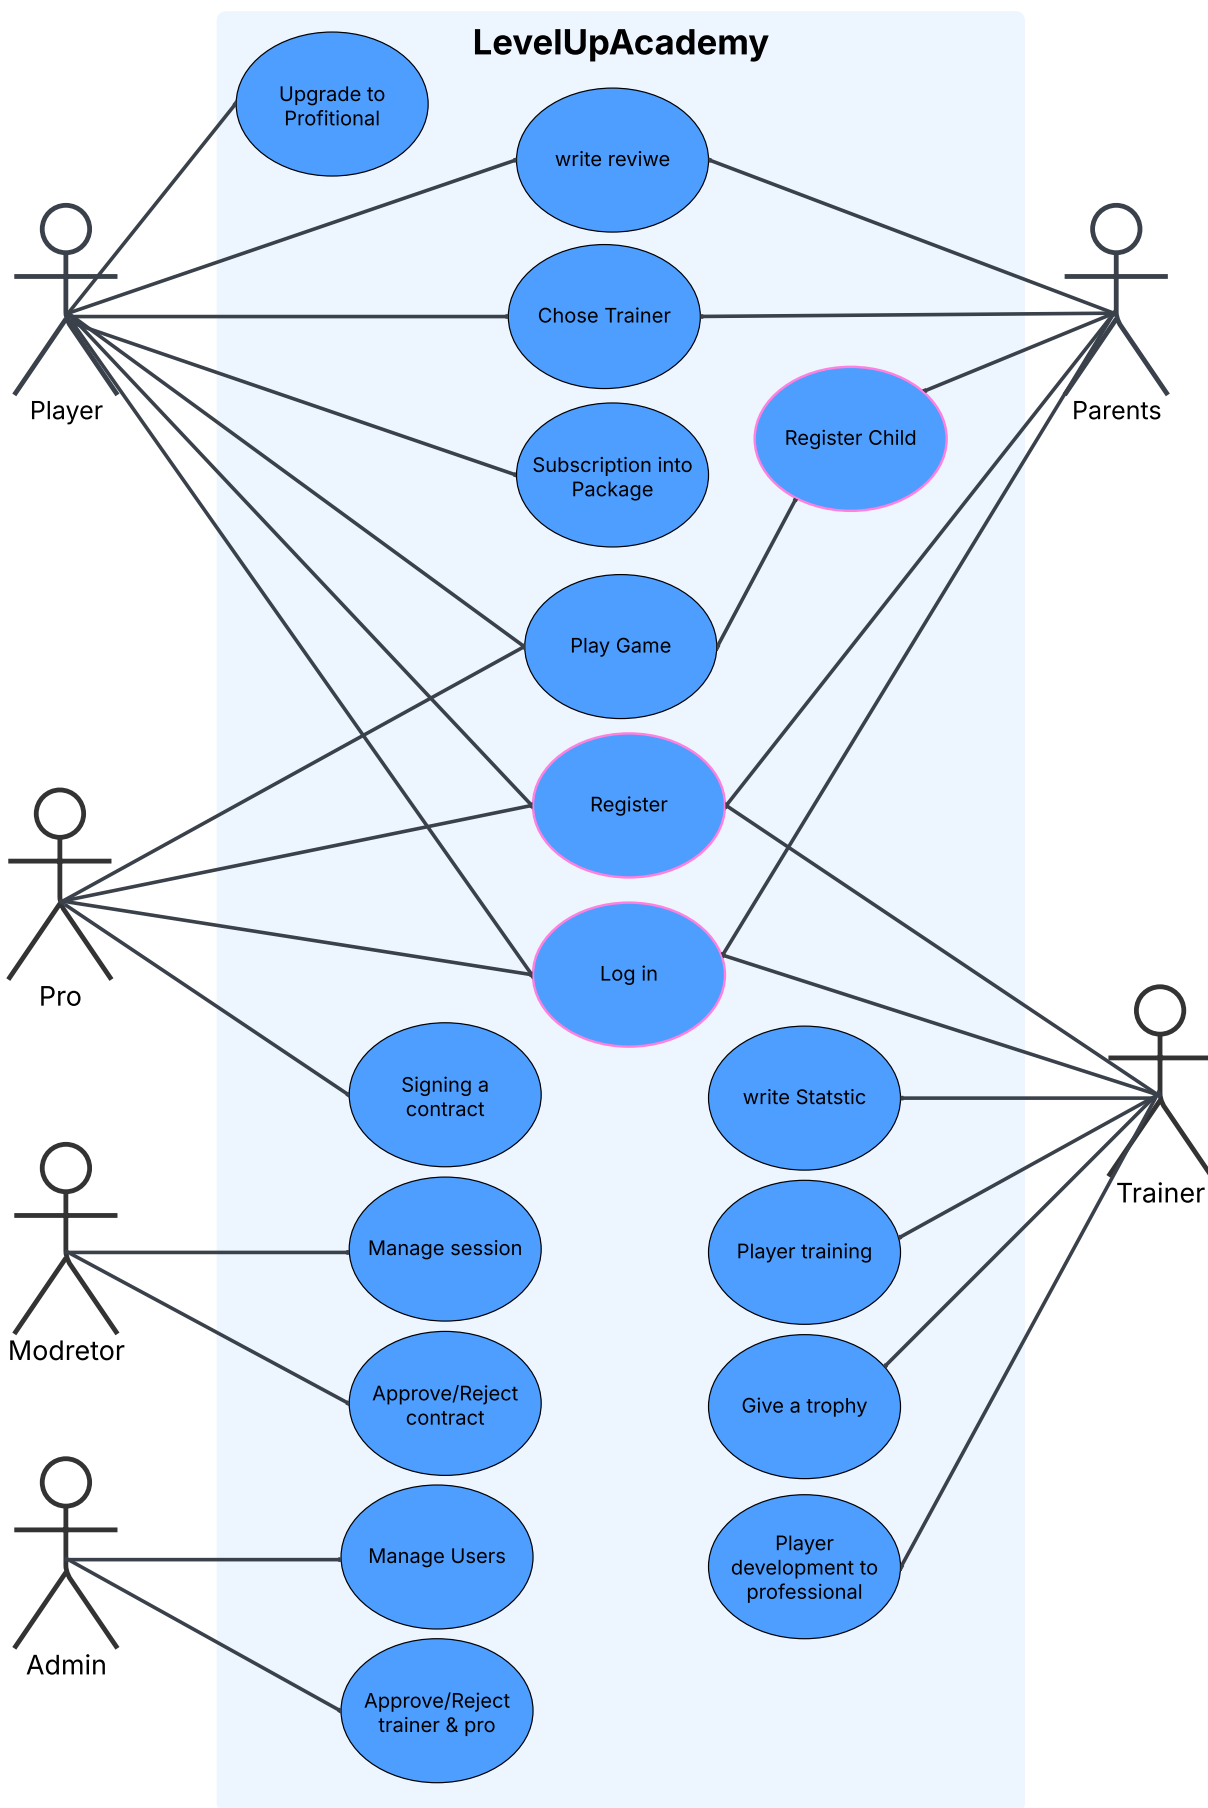 LevelUpAcademy
Upgrade to
Profitional
write reviwe
Chose Trainer
Player
Parents
Register Child
Subscription into
Package
Play Game
Register
Log in
Pro
Signing a
contract
write Statstic
Trainer
Manage session
Player training
Modretor
Approve/Reject
contract
Give a trophy
Manage Users
Player
development to
professional
Admin
Approve/Reject
trainer & pro